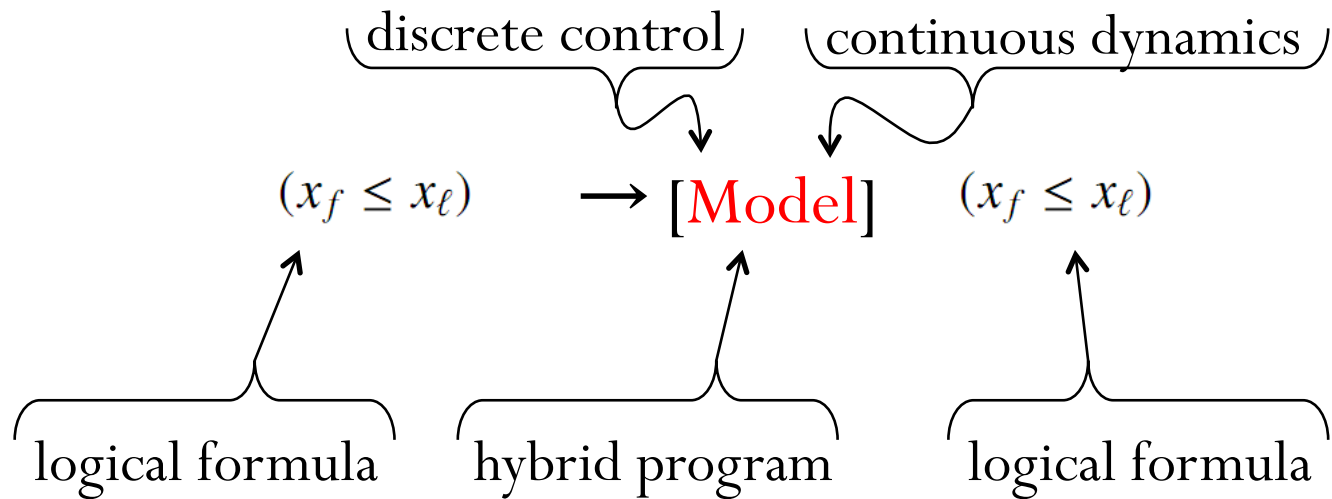 discrete control continuous dynamics
(x_f ≤ x_ℓ) → [Model] (x_f ≤ x_ℓ)
logical formula hybrid program logical formula